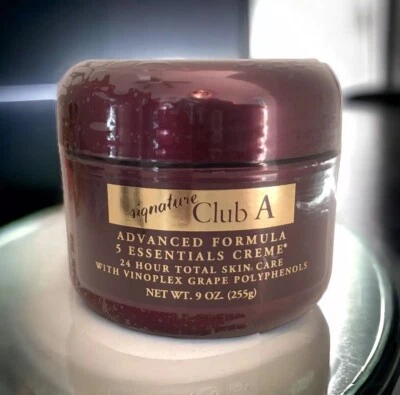 signature Club A
ADVANCED FORMULA
5 ESSENTIALS CREME*
24 HOUR TOTAL SKIN CARE
WITH VINOPLEX GRAPE POLYPHENOLS
NET WT. 9 OZ. (255g)